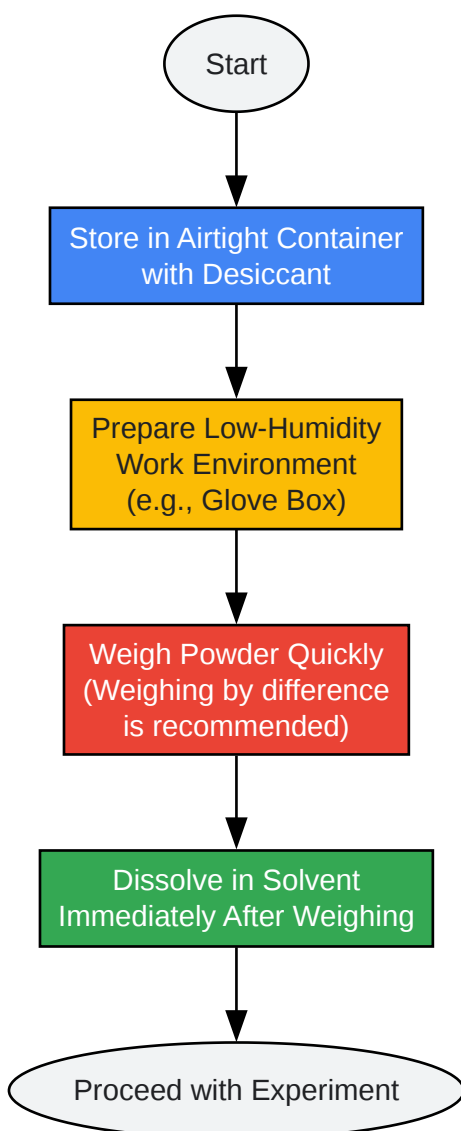 Start
Store in Airtight Container
with Desiccant
Prepare Low-Humidity
Work Environment
(e.g., Glove Box)
Weigh Powder Quickly
(Weighing by difference
is recommended)
Dissolve in Solvent
Immediately After Weighing
Proceed with Experiment